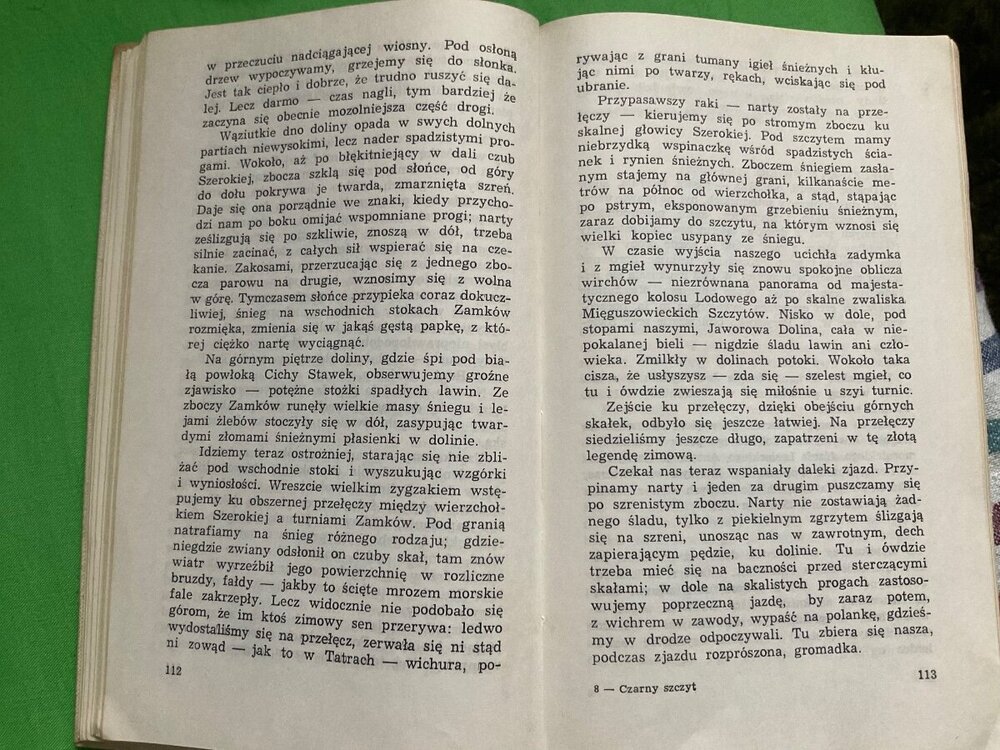 w przeczuciu nadciągającej wiosny. Pod osłoną
drzew wypoczywamy, grzejemy się do słonka.
Jest tak ciepło i dobrze, że trudno ruszyć się da-
lej. Lecz darmo — czas nagli, tym bardziej że
zaczyna się obecnie mozolniejsza część drogi.
Wąziutkie dno doliny opada w swych dolnych
partiach niewysokimi, lecz nader spadzistymi pro-
gami. Wokoło, aż po błękitniejący w dali czub
Szerokiej, zbocza szklą się pod słońce, od góry
do dołu pokrywa je twarda, zmarznięta szreń.
Daje się ona porządnie we znaki, kiedy przycho-
dzi nam po boku omijać wspomniane progi; narty
ześlizgują się po szkliwie, znoszą w dół, trzeba
silnie zacinać, z całych sił wspierać się na cze-
kanie. Zakosami, przerzucając się z jednego zbo-
cza parowu na drugie, wznosimy się z wolna
w górę. Tymczasem słońce przypieka coraz dokucz-
liwiej, śnieg na wschodnich stokach Zamków
rozmięka, zmienia się w jakąś gęstą papkę, z któ-
rej ciężko nartę wyciągnąć.
Na górnym piętrze doliny, gdzie śpi pod bia-
łą powłoką Cichy Stawek, obserwujemy groźne
zjawisko — potężne stożki spadłych lawin. Ze
zboczy Zamków runęły wielkie masy śniegu i le-
jami żlebów stoczyły się w dół, zasypując twar-
dymi złomami śnieżnymi płasienki w dolinie.
Idziemy teraz ostrożniej, starając się nie zbli-
żać pod wschodnie stoki i wyszukując wzgórki
i wyniosłości. Wreszcie wielkim zygzakiem wstę-
pujemy ku obszernej przełęczy między wierzchoł-
kiem Szerokiej a turniami Zamków. Pod granią
natrafiamy na śnieg różnego rodzaju; gdzie-
niegdzie zwiany odsłonił on czuby skał, tam znów
wiatr wyrzeźbił jego powierzchnię w rozliczne
bruzdy, fałdy — jakby to ścięte mrozem morskie
fale zakrzepły. Lecz widocznie nie podobało się
górom, że im ktoś zimowy sen przerywa: ledwo
wydostaliśmy się na przełęcz, zerwała się ni stąd
ni zowąd — jak to w Tatrach — wichura, po-
112
rywając z grani tumany igieł śnieżnych i kłu-
jąc nimi po twarzy, rękach, wciskając się pod
ubranie.
Przypasawszy raki — narty zostały na prze-
łęczy — kierujemy się po stromym zboczu ku
skalnej głowicy Szerokiej. Pod szczytem mamy
niebrzydką wspinaczkę wśród spadzistych ścia-
nek i rynien śnieżnych. Zboczem śniegiem zasła-
nym stajemy na głównej grani, kilkanaście me-
trów na północ od wierzchołka, a stąd, stąpając
po pstrym, eksponowanym grzebieniu śnieżnym,
zaraz dobijamy do szczytu, na którym wznosi się
wielki kopiec usypany ze śniegu.
W czasie wyjścia naszego ucichła zadymka
i z mgieł wynurzyły się znowu spokojne oblicza
wirchów — niezrównana panorama od majesta-
tycznego kolosu Lodowego aż po skalne zwaliska
Mięguszowieckich Szczytów. Nisko w dole, pod
stopami naszymi, Jaworowa Dolina, cała w nie-
pokalanej bieli — nigdzie śladu lawin ani czło-
wieka. Zmilkły w dolinach potoki. Wokoło taka
cisza, że usłyszysz — zda się — szelest mgieł, co
tu i ówdzie zwieszają się miłośnie u szyi turnic.
Zejście ku przełęczy, dzięki obejściu górnych
skałek, odbyło się jeszcze łatwiej. Na przełęczy
siedzieliśmy jeszcze długo, zapatrzeni w tę złotą
legendę zimową.
Czekał nas teraz wspaniały daleki zjazd. Przy-
pinamy narty i jeden za drugim puszczamy się
po szrenistym zboczu. Narty nie zostawiają żad-
nego śladu, tylko z piekielnym zgrzytem ślizgają
się na szreni, unosząc nas w zawrotnym, dech
zapierającym pędzie, ku dolinie. Tu i ówdzie
trzeba mieć się na baczności przed sterczącymi
skałami; w dole na skalistych progach zastoso-
wujemy poprzeczną jazdę, by zaraz potem,
z wichrem w zawody, wypaść na polankę, gdzieś-
my w drodze odpoczywali. Tu zbiera się nasza,
podczas zjazdu rozprószona, gromadka.
8 — Czarny szczyt
113